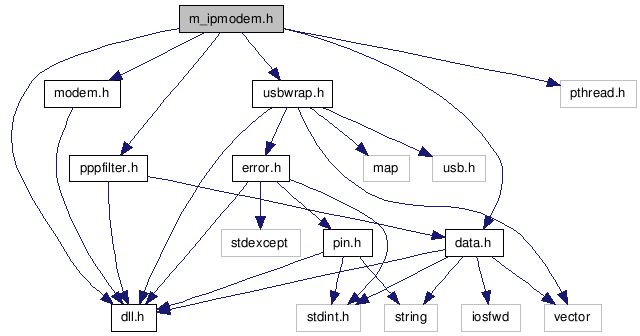 m_ipmodem.h
modem.h
usbwrap.h
pthread.h
pppfilter.h
error.h
map
usb.h
stdexcept
pin.h
data.h
dll.h
stdint.h
string
iosfwd
vector